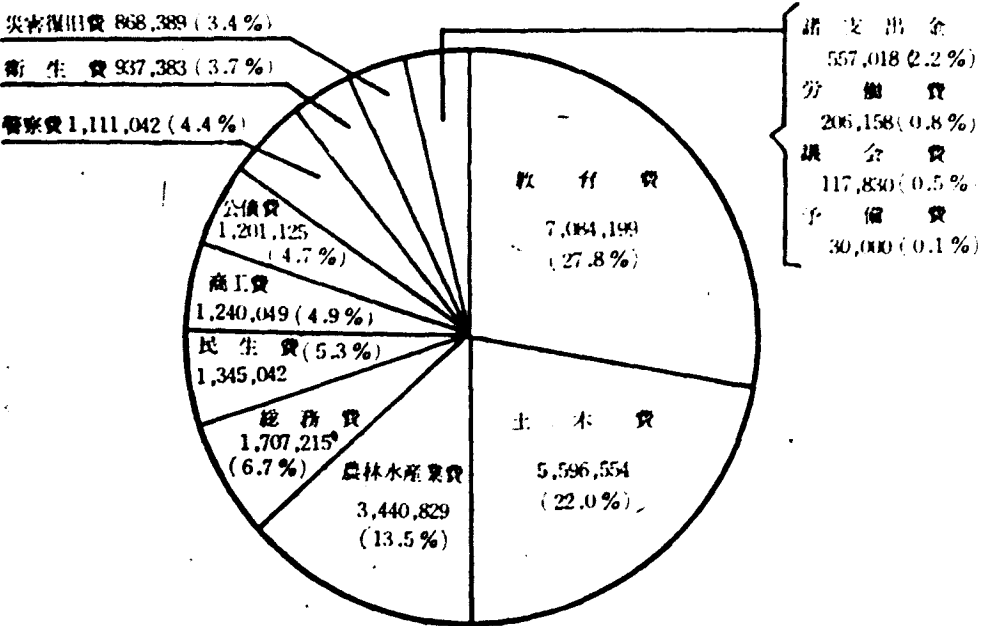 災害復旧費 868,389 (3.4%)
衛生費 937,383 (3.7%)
警察費 1,111,042 (4.4%)
公債費
1,201,125
(4.7%)
商工費
1,240,049 (4.9%)
民生費 (5.3%)
1,345,042
総務費
1,707,215
(6.7%)
農林水産業費
3,440,829
(13.5%)
土木費
5,596,554
(22.0%)
教育費
7,084,199
(27.8%)
諸支出金
557,018 (2.2%)
労働費
206,158 (0.8%)
議会費
117,830 (0.5%
予備費
30,000 (0.1%)